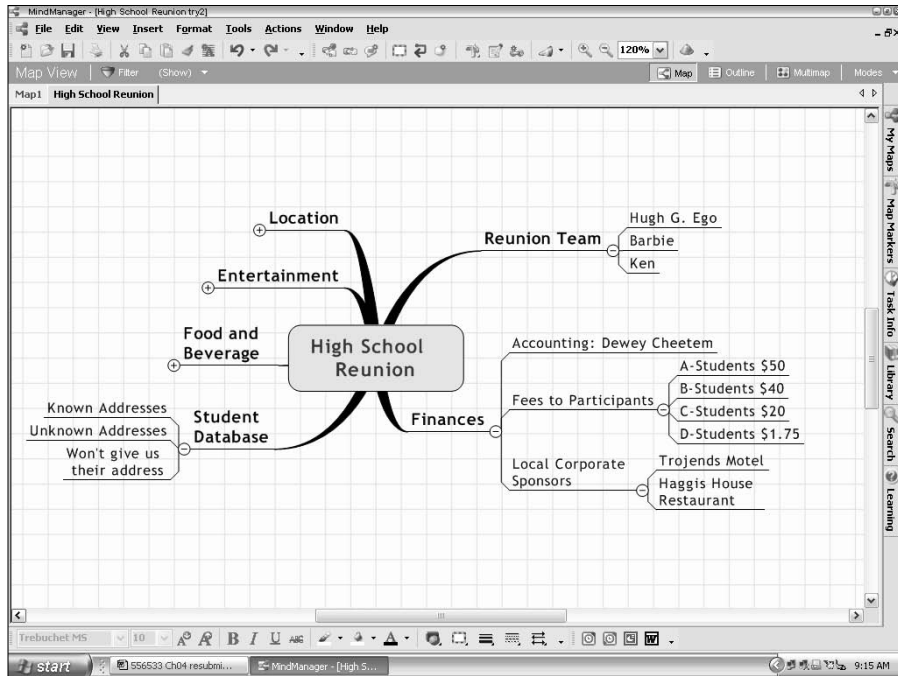 MindManager - [High School Reunion try2]
File Edit View Insert Format Tools Actions Window Help
120%
Map View Filter (Show) Map Outline Multimap Modes
Map1 High School Reunion
My Maps
Map Markers
Task Info
Library
Search
Learning
Location
Entertainment
Food and
Beverage
Student
Database
Known Addresses
Unknown Addresses
Won't give us
their address
High School
Reunion
Reunion Team
Hugh G. Ego
Barbie
Ken
Finances
Accounting: Dewey Cheetem
Fees to Participants
A-Students $50
B-Students $40
C-Students $20
D-Students $1.75
Local Corporate
Sponsors
Trojends Motel
Haggis House
Restaurant
Trebuchet MS 10 B I U ABC A W
start 556533 Ch04 resubmi... MindManager - [High S... 9:15 AM